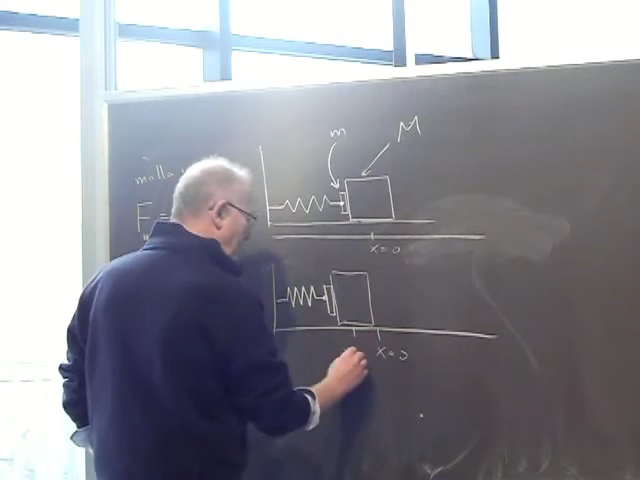 m
M
molla
F =
x = 0
x = 0